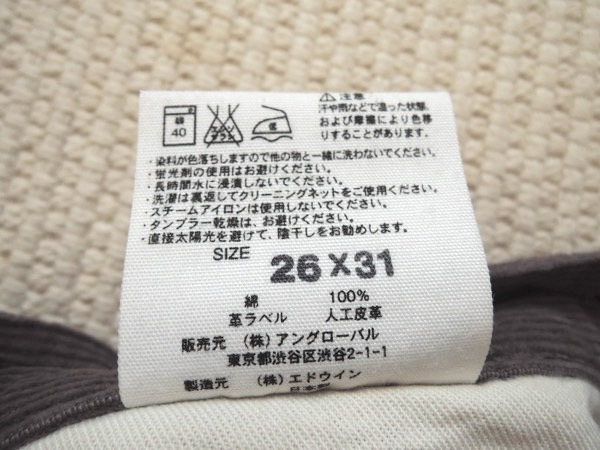 ⚠注意
汗や雨などで湿った状態、
および摩擦により色移
りすることがあります。
弱
40
エンソ
サラシ
低
・染料が色落ちしますので他の物と一緒に洗わないでください。
・蛍光剤の使用はお避けください。
・長時間水に浸漬しないでください。
・洗濯は裏返してクリーニングネットをご使用ください。
・スチームアイロンは使用しないでください。
・タンブラー乾燥は、お避けください。
・直接太陽光を避けて、陰干しをお勧めします。
SIZE 26X31
綿 100%
革ラベル 人工皮革
販売元 (株)アングローバル
東京都渋谷区渋谷2-1-1
製造元 (株)エドウイン